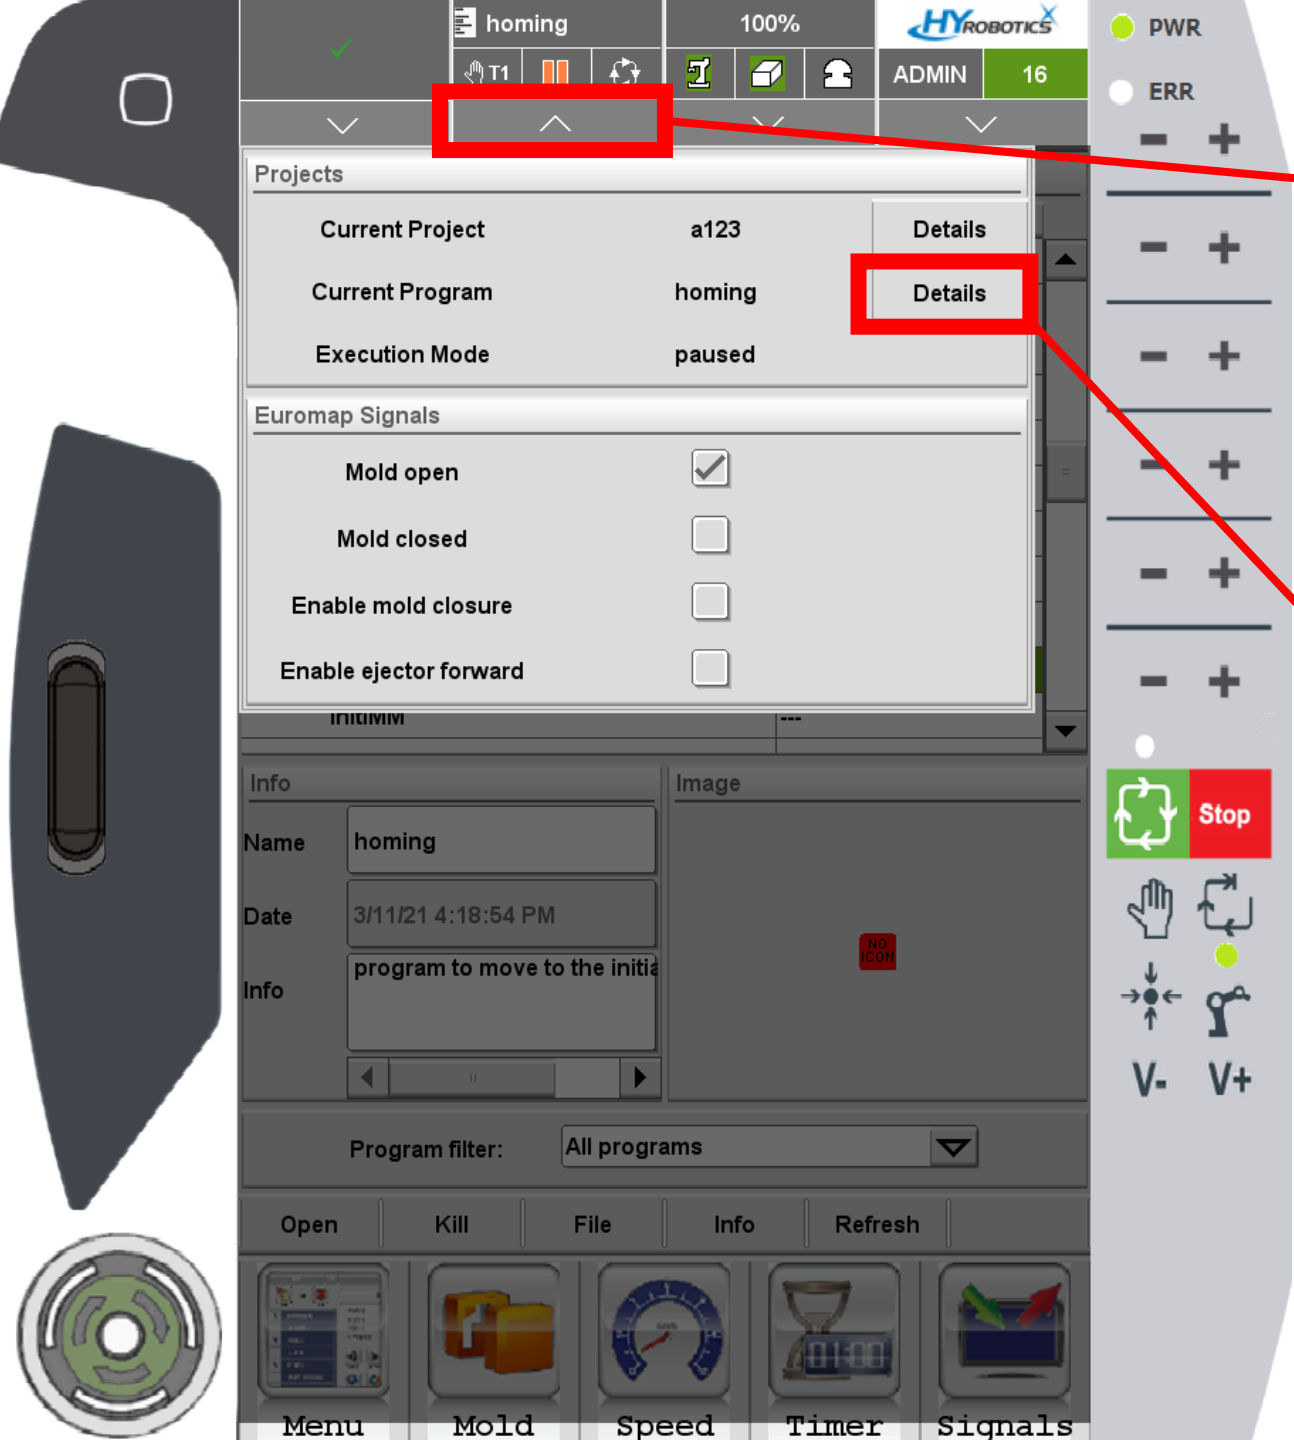 homing
100%
HYROBOTICS
PWR
T1
ADMIN
16
ERR
Projects
Current Project
a123
Details
Current Program
homing
Details
Execution Mode
paused
Euromap Signals
Mold open
Mold closed
Enable mold closure
Enable ejector forward
InitIMM
---
Info
Image
Name
homing
Date
3/11/21 4:18:54 PM
Info
program to move to the initia
NO
ICON
Stop
V-
V+
Program filter:
All programs
Open
Kill
File
Info
Refresh
01:00
Menu
Mold
Speed
Timer
Signals